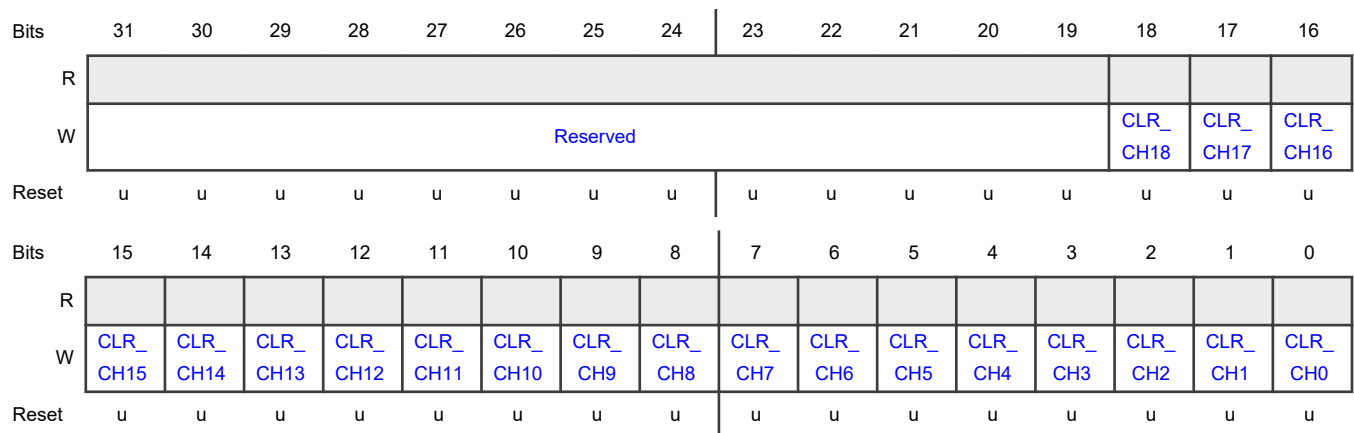 Bits 31 30 29 28 27 26 25 24 23 22 21 20 19 18 17 16
R
W Reserved CLR_ CLR_ CLR_
CH18 CH17 CH16
Reset u u u u u u u u u u u u u u u u
Bits 15 14 13 12 11 10 9 8 7 6 5 4 3 2 1 0
R
W CLR_ CLR_ CLR_ CLR_ CLR_ CLR_ CLR_ CLR_ CLR_ CLR_ CLR_ CLR_ CLR_ CLR_ CLR_ CLR_
CH15 CH14 CH13 CH12 CH11 CH10 CH9 CH8 CH7 CH6 CH5 CH4 CH3 CH2 CH1 CH0
Reset u u u u u u u u u u u u u u u u